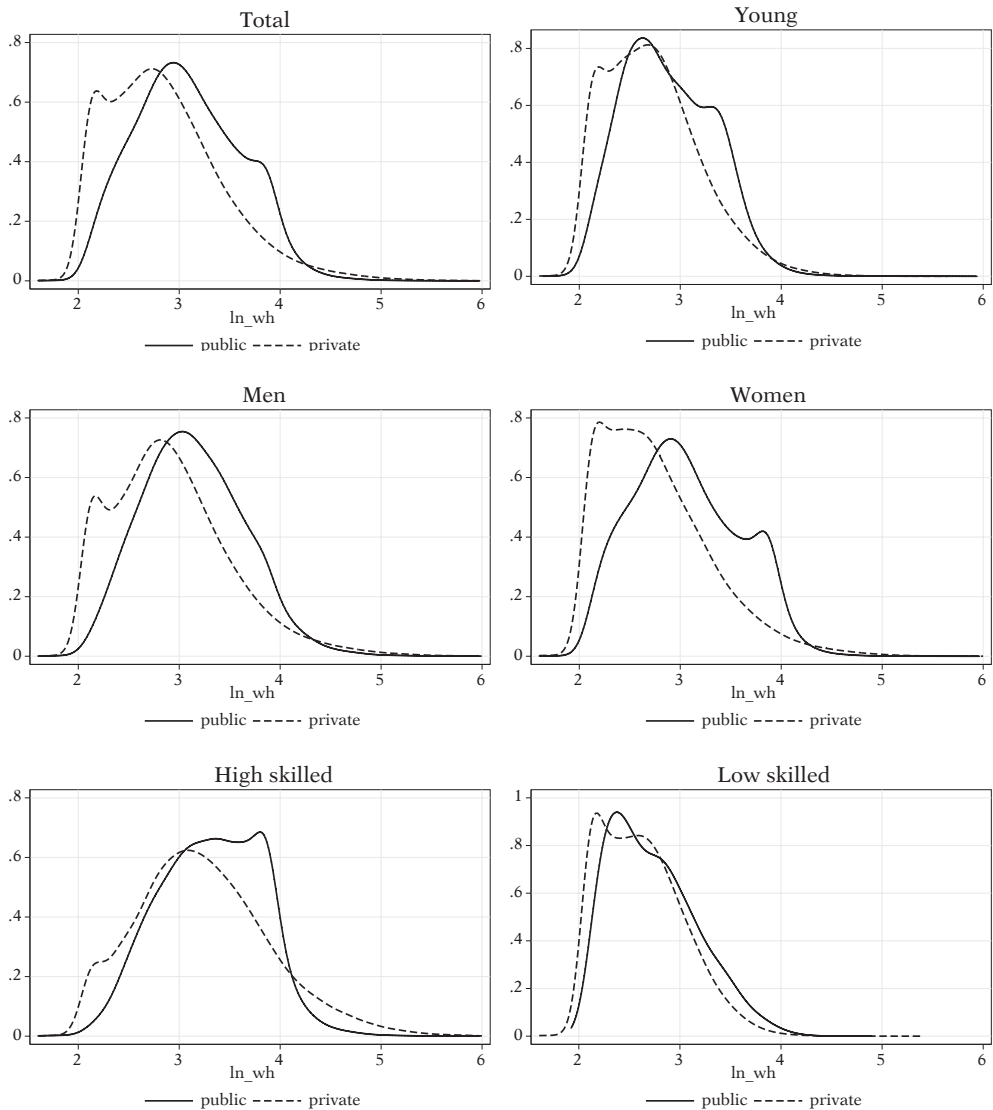 Total
.8
.6
.4
.2
0
2 3 4 5 6
ln_wh
public private
Young
.8
.6
.4
.2
0
2 3 4 5 6
ln_wh
public private
Men
.8
.6
.4
.2
0
2 3 4 5 6
ln_wh
public private
Women
.8
.6
.4
.2
0
2 3 4 5 6
ln_wh
public private
High skilled
.8
.6
.4
.2
0
2 3 4 5 6
ln_wh
public private
Low skilled
1
.8
.6
.4
.2
0
2 3 4 5 6
ln_wh
public private